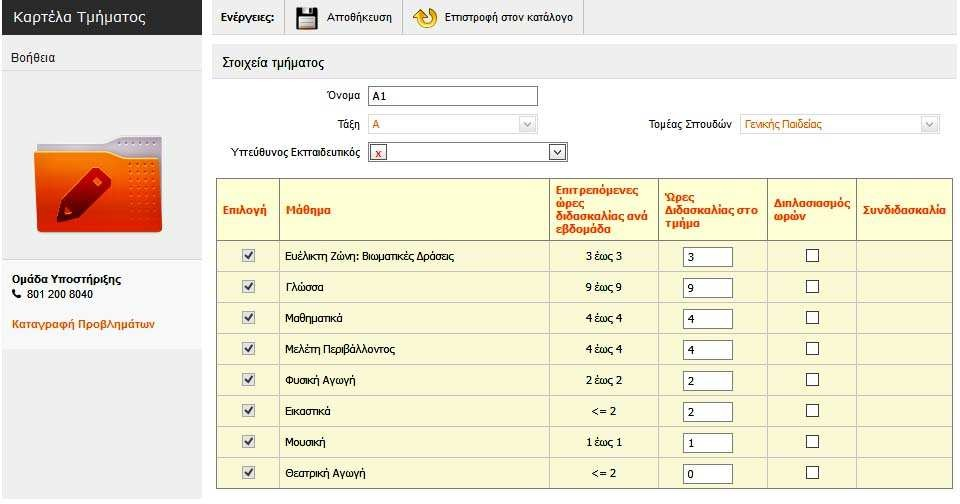 Καρτέλα Τμήματος
Βοήθεια
Ομάδα Υποστήριξης
801 200 8040
Καταγραφή Προβλημάτων
Ενέργειες: Αποθήκευση Επιστροφή στον κατάλογο
Στοιχεία τμήματος
Όνομα A1
Τάξη Α Τομέας Σπουδών Γενικής Παιδείας
Υπεύθυνος Εκπαιδευτικός x
Επιλογή Μάθημα Επιτρεπόμενες ώρες διδασκαλίας ανά εβδομάδα Ώρες Διδασκαλίας στο τμήμα Διπλασιασμός ωρών Συνδιδασκαλία
Ευέλικτη Ζώνη: Βιωματικές Δράσεις 3 έως 3 3
Γλώσσα 9 έως 9 9
Μαθηματικά 4 έως 4 4
Μελέτη Περιβάλλοντος 4 έως 4 4
Φυσική Αγωγή 2 έως 2 2
Εικαστικά <= 2 2
Μουσική 1 έως 1 1
Θεατρική Αγωγή <= 2 0